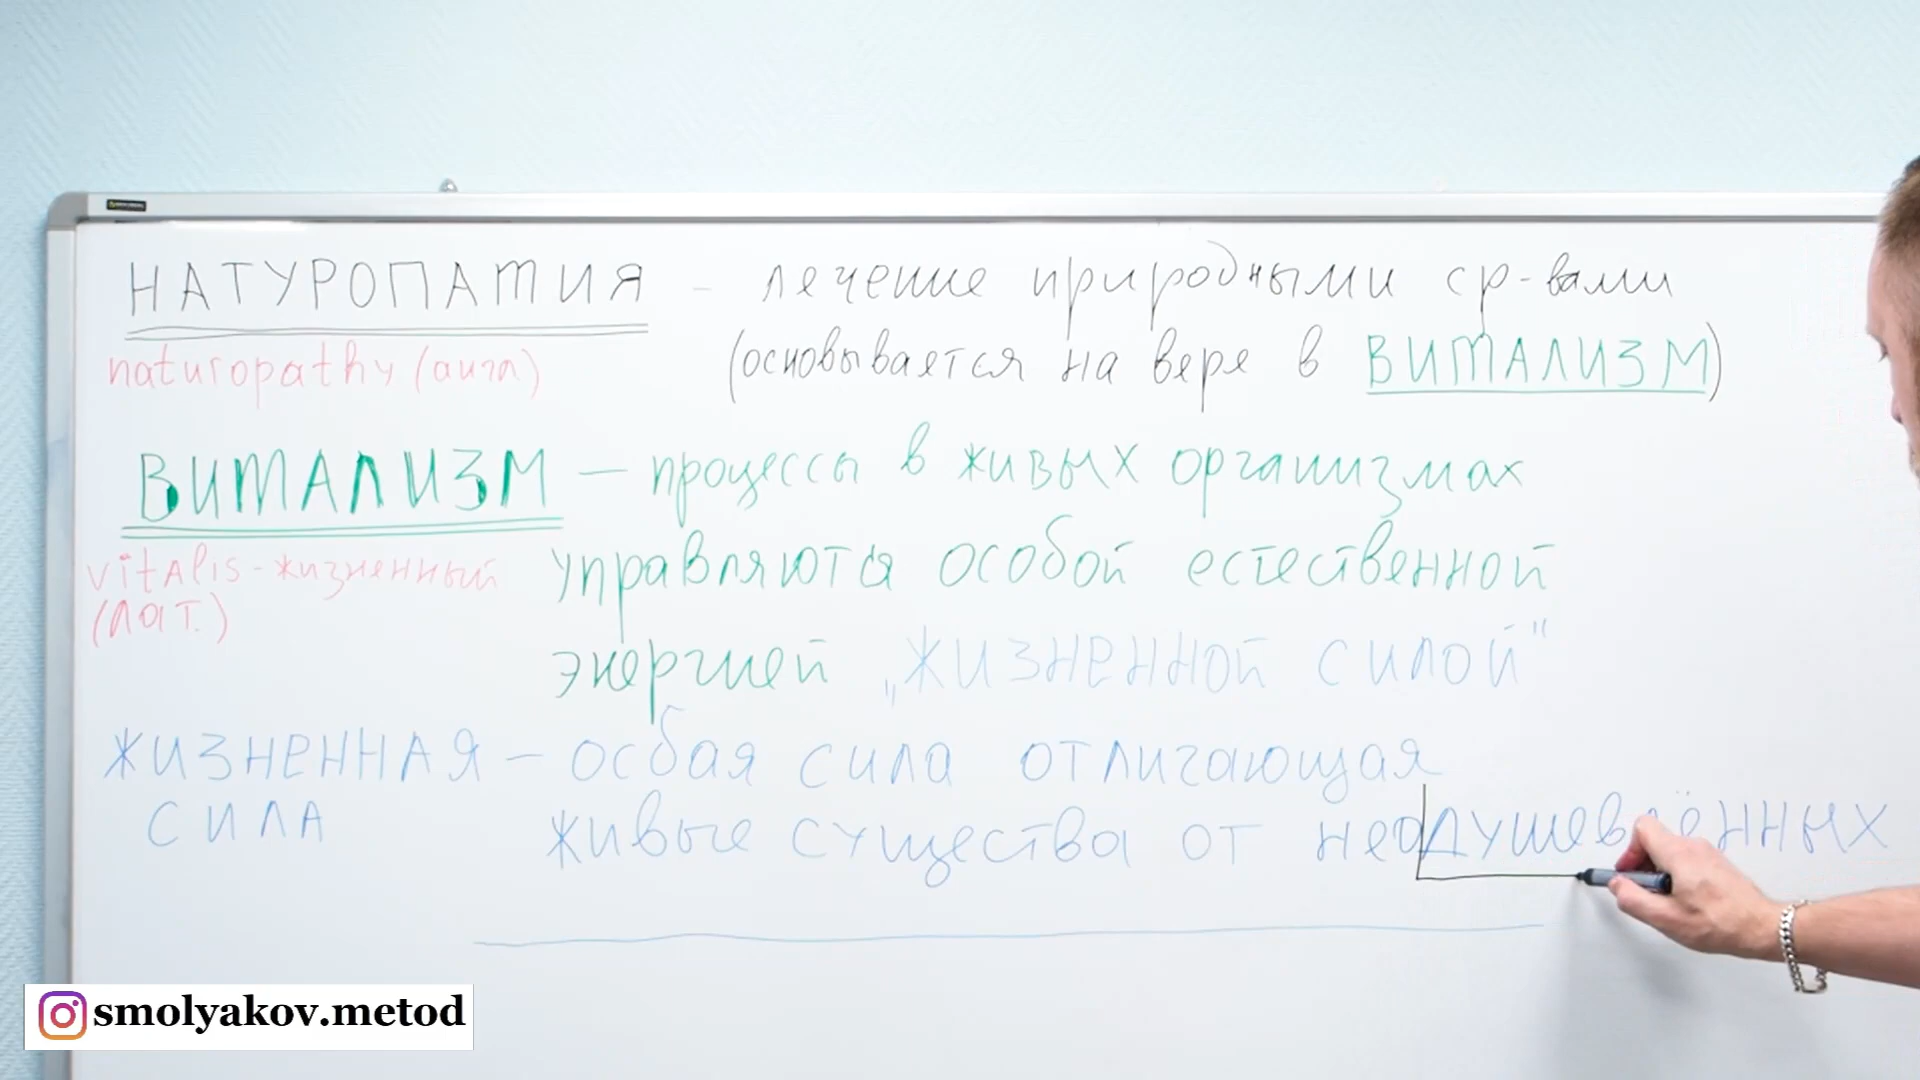 НАТУРОПАТИЯ - лечение природными ср-вами
naturopathy (англ) (основывается на вере в ВИТАЛИЗМ)
ВИТАЛИЗМ — процессы в живых организмах
vitAlis - жизненный управляются особой естественной
(лат.)
энергией „ЖИЗНЕННОЙ СИЛОЙ"
ЖИЗНЕННАЯ — осбая сила отличающая
СИЛА живые существа от неодушевлённых
smolyakov.metod